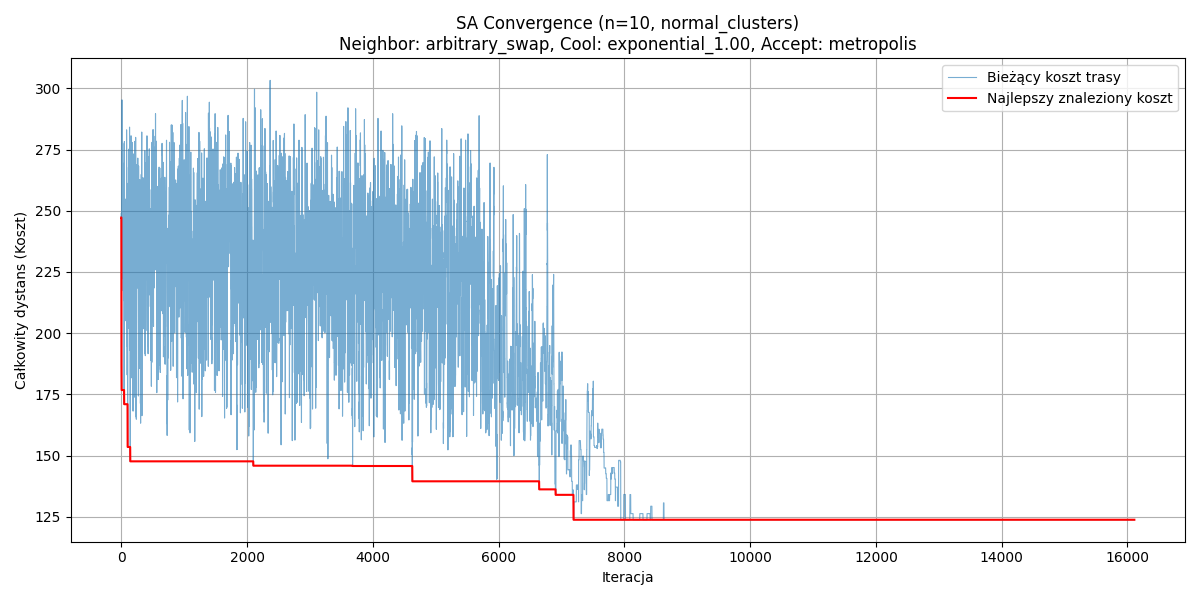 SA Convergence (n=10, normal_clusters)
Neighbor: arbitrary_swap, Cool: exponential_1.00, Accept: metropolis
Bieżący koszt trasy
Najlepszy znaleziony koszt
Całkowity dystans (Koszt)
300
275
250
225
200
175
150
125
0
2000
4000
6000
8000
10000
12000
14000
16000
Iteracja